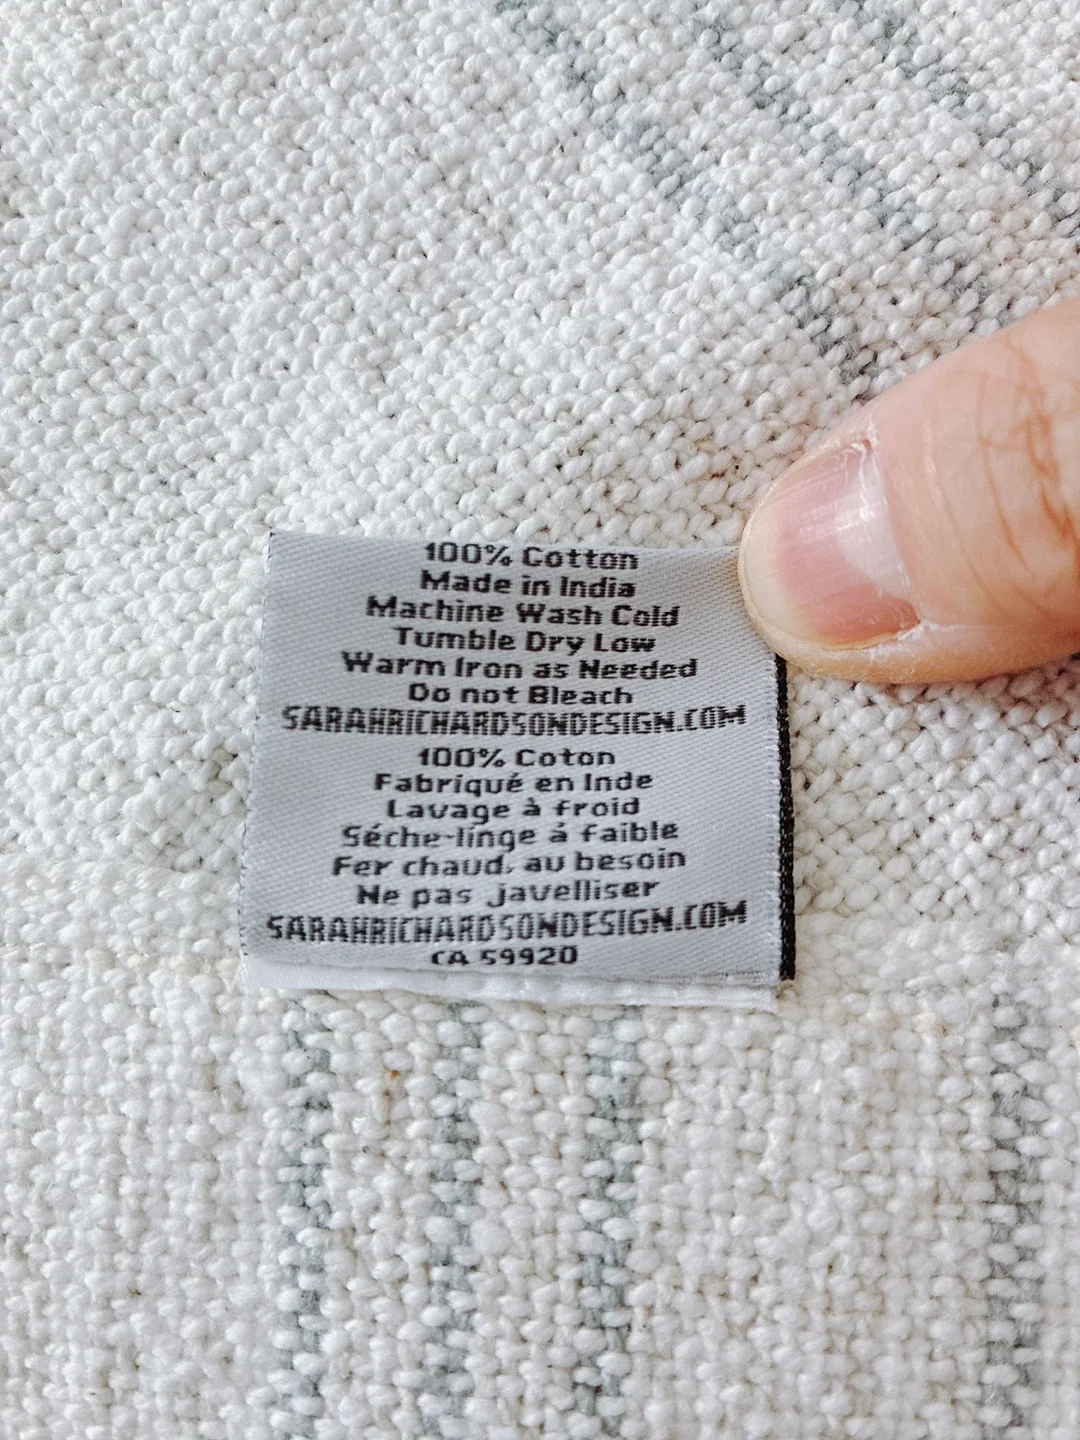 100% Cotton
Made in India
Machine Wash Cold
Tumble Dry Low
Warm Iron as Needed
Do not Bleach
SARAHRICHARDSONDESIGN.COM
100% Coton
Fabriqué en Inde
Lavage à froid
Séche-linge á faible
Fer chaud, au besoin
Ne pas javelliser
SARAHRICHARDSONDESIGN.COM
CA 59920